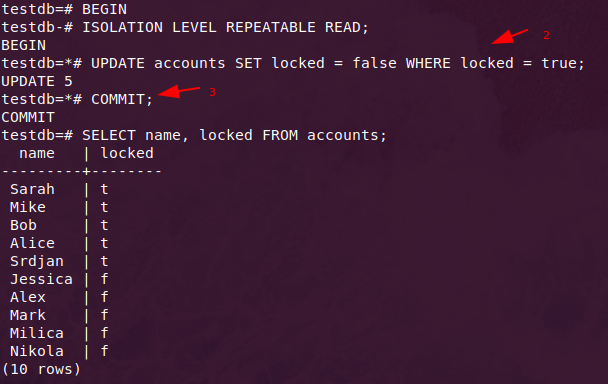 testdb=# BEGIN
testdb-# ISOLATION LEVEL REPEATABLE READ;
BEGIN
2
testdb=*# UPDATE accounts SET locked = false WHERE locked = true;
UPDATE 5
testdb=*# COMMIT;
3
COMMIT
testdb=# SELECT name, locked FROM accounts;
  name   | locked
---------+--------
 Sarah   | t
 Mike    | t
 Bob     | t
 Alice   | t
 Srdjan  | t
 Jessica | f
 Alex    | f
 Mark    | f
 Milica  | f
 Nikola  | f
(10 rows)